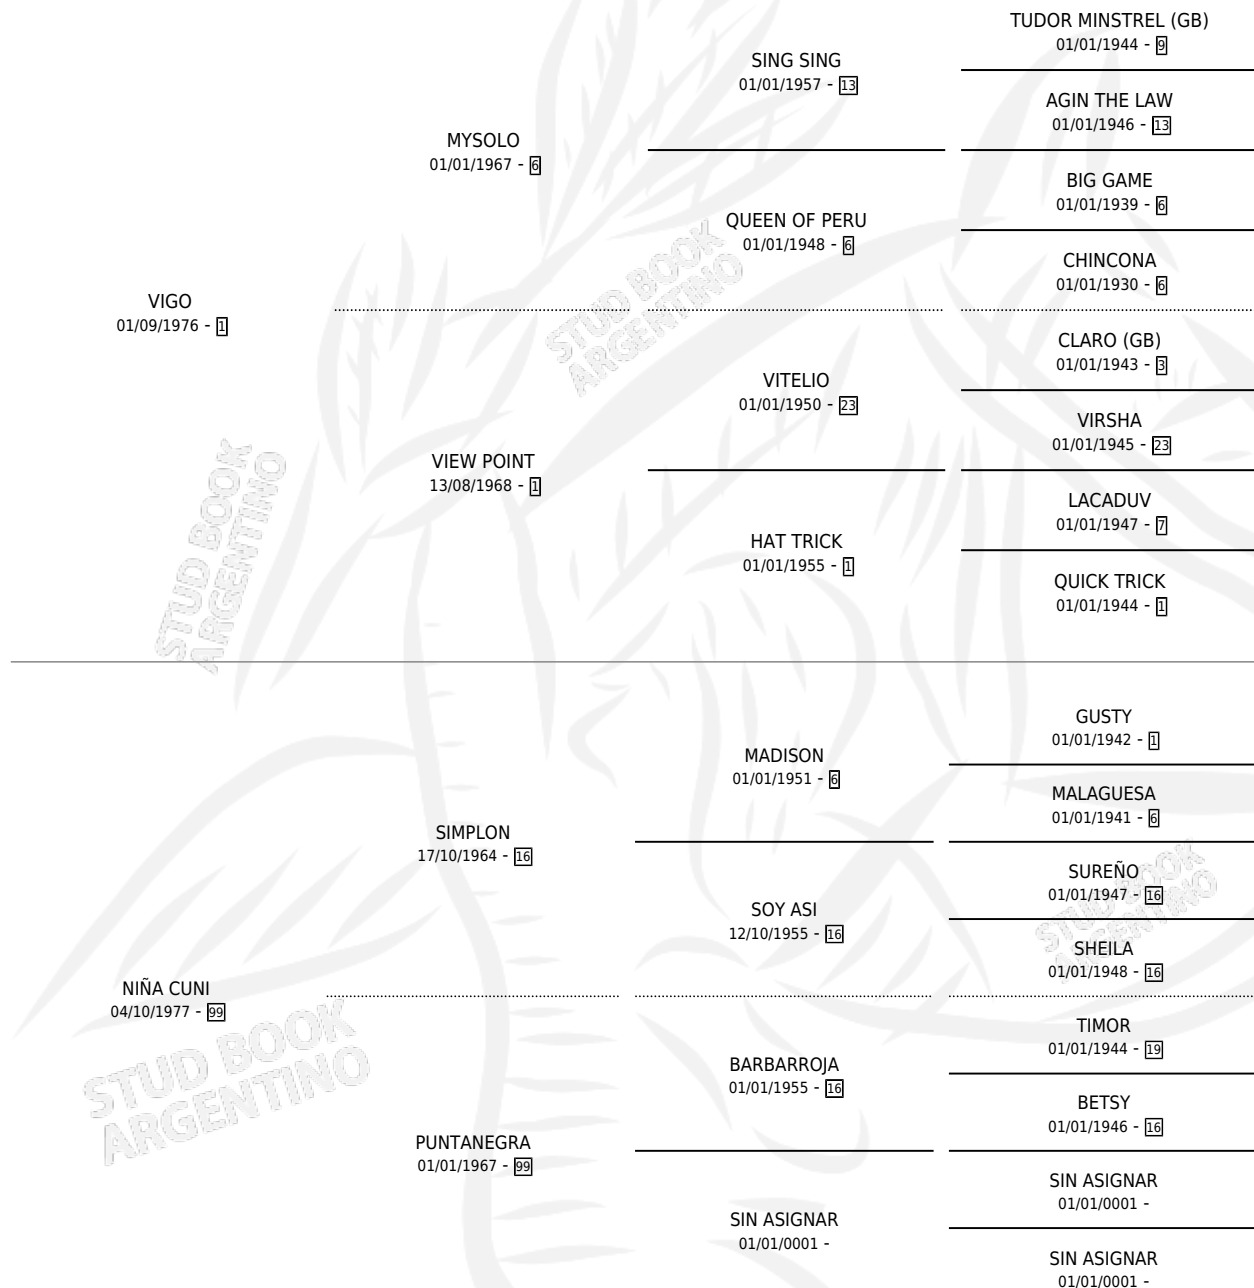 TUDOR MINSTREL (GB)
01/01/1944 - 9
SING SING
01/01/1957 - 13
AGIN THE LAW
01/01/1946 - 13
MYSOLO
01/01/1967 - 6
BIG GAME
01/01/1939 - 6
QUEEN OF PERU
01/01/1948 - 6
CHINCONA
01/01/1930 - 6
VIGO
01/09/1976 - 1
STUD BOOK
ARGENTINO
CLARO (GB)
01/01/1943 - 3
VITELIO
01/01/1950 - 23
VIRSHA
01/01/1945 - 23
VIEW POINT
13/08/1968 - 1
LACADUV
01/01/1947 - 7
HAT TRICK
01/01/1955 - 1
QUICK TRICK
01/01/1944 - 1
STUD BOOK
ARGENTINO
GUSTY
01/01/1942 - 1
MADISON
01/01/1951 - 6
MALAGUESA
01/01/1941 - 6
SIMPLON
17/10/1964 - 16
SUREÑO
01/01/1947 - 16
SOY ASI
12/10/1955 - 16
STUD BOOK
ARGENTINO
SHEILA
01/01/1948 - 16
NIÑA CUNI
04/10/1977 - 99
TIMOR
01/01/1944 - 19
BARBARROJA
01/01/1955 - 16
STUD BOOK
ARGENTINO
BETSY
01/01/1946 - 16
PUNTANEGRA
01/01/1967 - 99
SIN ASIGNAR
01/01/0001 -
SIN ASIGNAR
01/01/0001 -
SIN ASIGNAR
01/01/0001 -